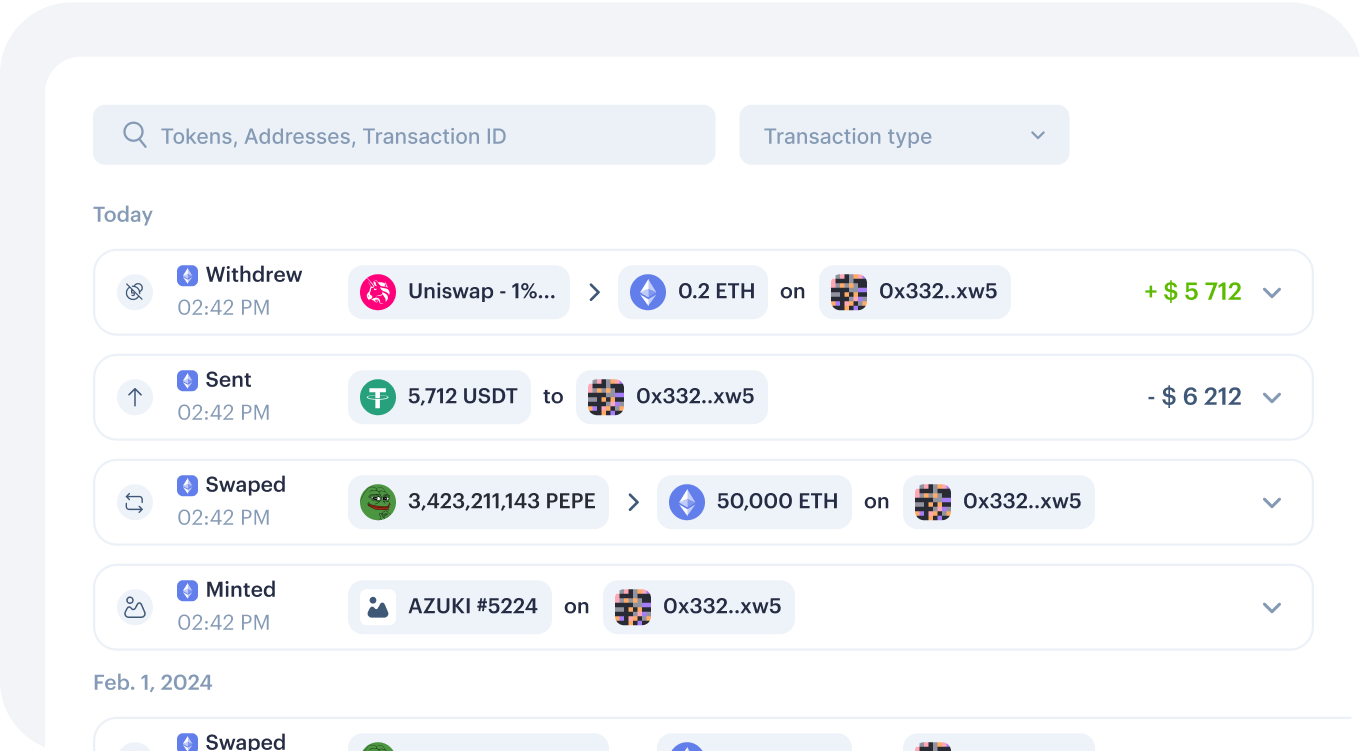 Tokens, Addresses, Transaction ID
Transaction type
Today
Withdrew
02:42 PM
Uniswap - 1%...
0.2 ETH
on
0x332..xw5
+ $ 5 712
Sent
02:42 PM
5,712 USDT
to
0x332..xw5
- $ 6 212
Swaped
02:42 PM
3,423,211,143 PEPE
50,000 ETH
on
0x332..xw5
Minted
02:42 PM
AZUKI #5224
on
0x332..xw5
Feb. 1, 2024
Swaped